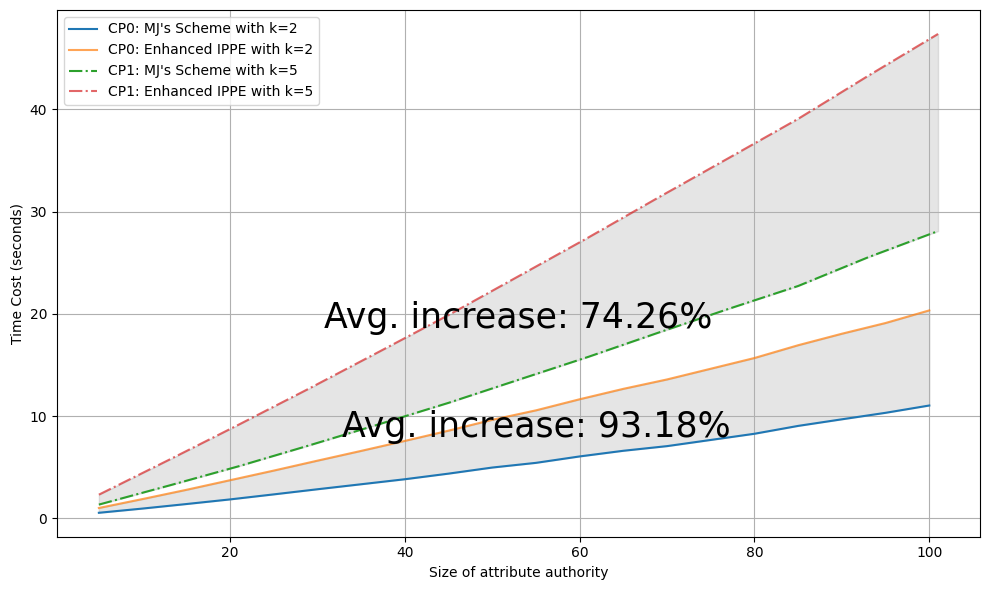 CP0: MJ's Scheme with k=2
CP0: Enhanced IPPE with k=2
CP1: MJ's Scheme with k=5
CP1: Enhanced IPPE with k=5
40
30
20
10
0
Time Cost (seconds)
Avg. increase: 74.26%
Avg. increase: 93.18%
20 40 60 80 100
Size of attribute authority